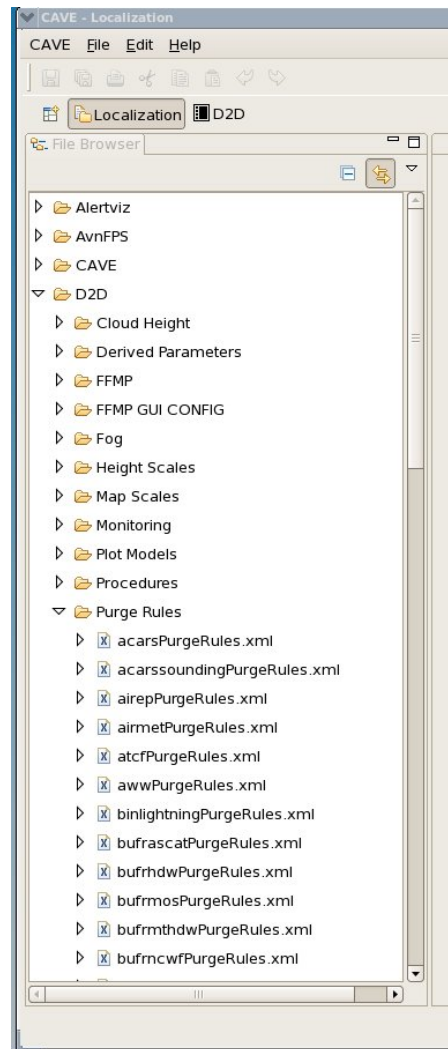 CAVE - Localization
CAVE File Edit Help
Localization D2D
File Browser
Alertviz
AvnFPS
CAVE
D2D
Cloud Height
Derived Parameters
FFMP
FFMP GUI CONFIG
Fog
Height Scales
Map Scales
Monitoring
Plot Models
Procedures
Purge Rules
acarsPurgeRules.xml
acarssoundingPurgeRules.xml
airepPurgeRules.xml
airmetPurgeRules.xml
atcfPurgeRules.xml
awwPurgeRules.xml
binlightningPurgeRules.xml
bufrascatPurgeRules.xml
bufrhdwPurgeRules.xml
bufrmosPurgeRules.xml
bufrmthdwPurgeRules.xml
bufrncwfPurgeRules.xml